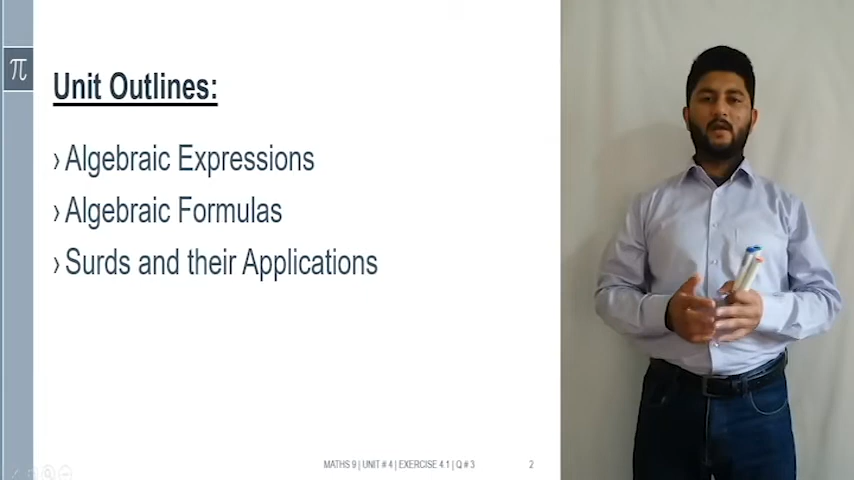 π
Unit Outlines:
› Algebraic Expressions
› Algebraic Formulas
› Surds and their Applications
MATHS 9 | UNIT # 4 | EXERCISE 4.1 | Q # 3 2